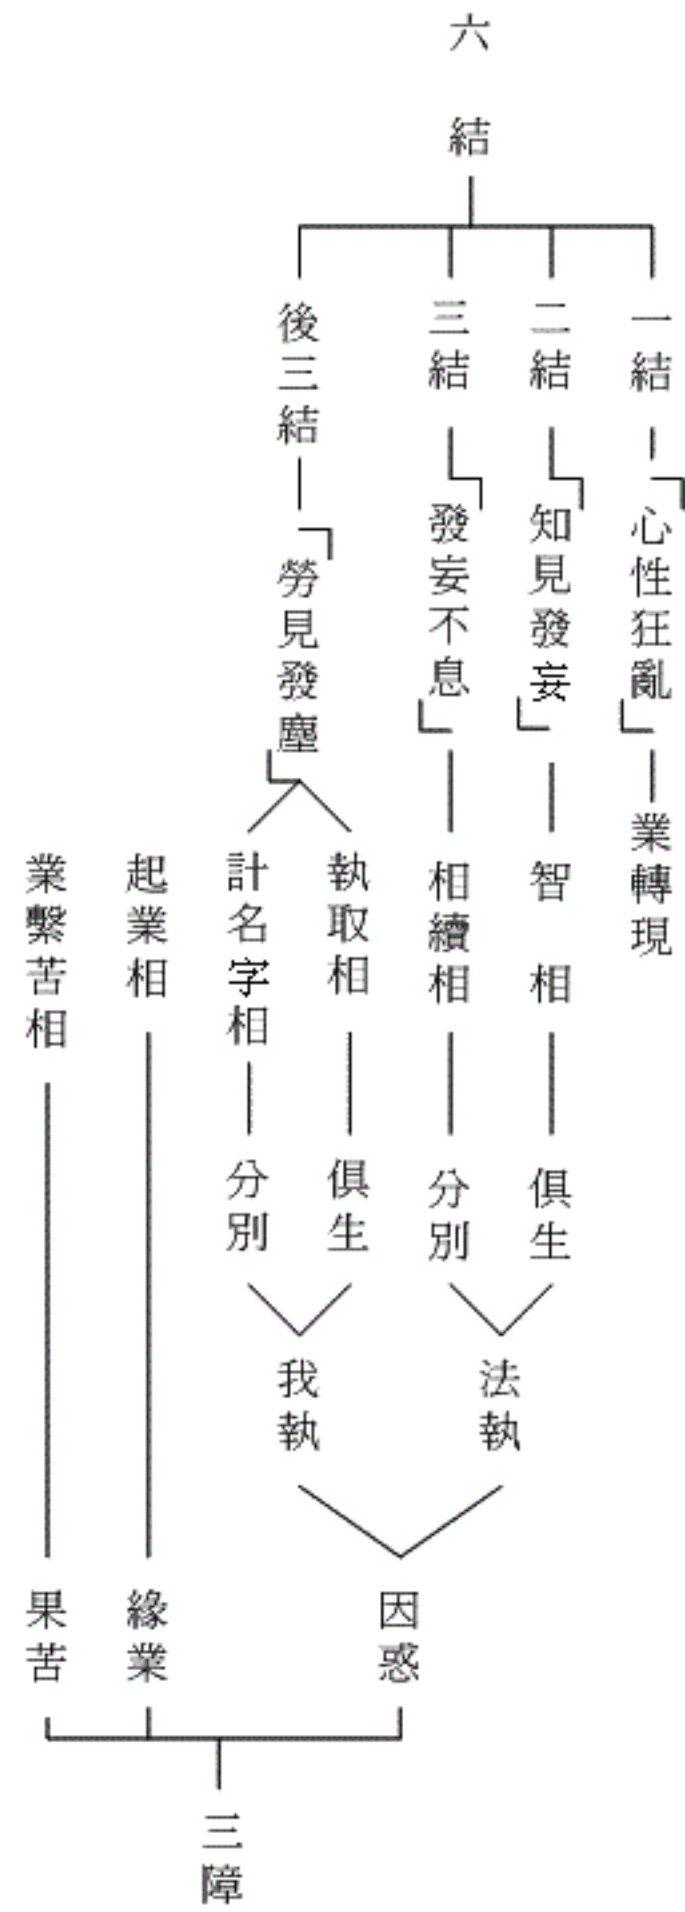 六結
一結
「心性狂亂」
業轉現
二結
「知見發妄」
智相
俱生
三結
「發妄不息」
相續相
分別
法執
後三結
「勞見發塵」
執取相
俱生
計名字相
分別
我執
因惑
起業相
緣業
業繫苦相
果苦
三障